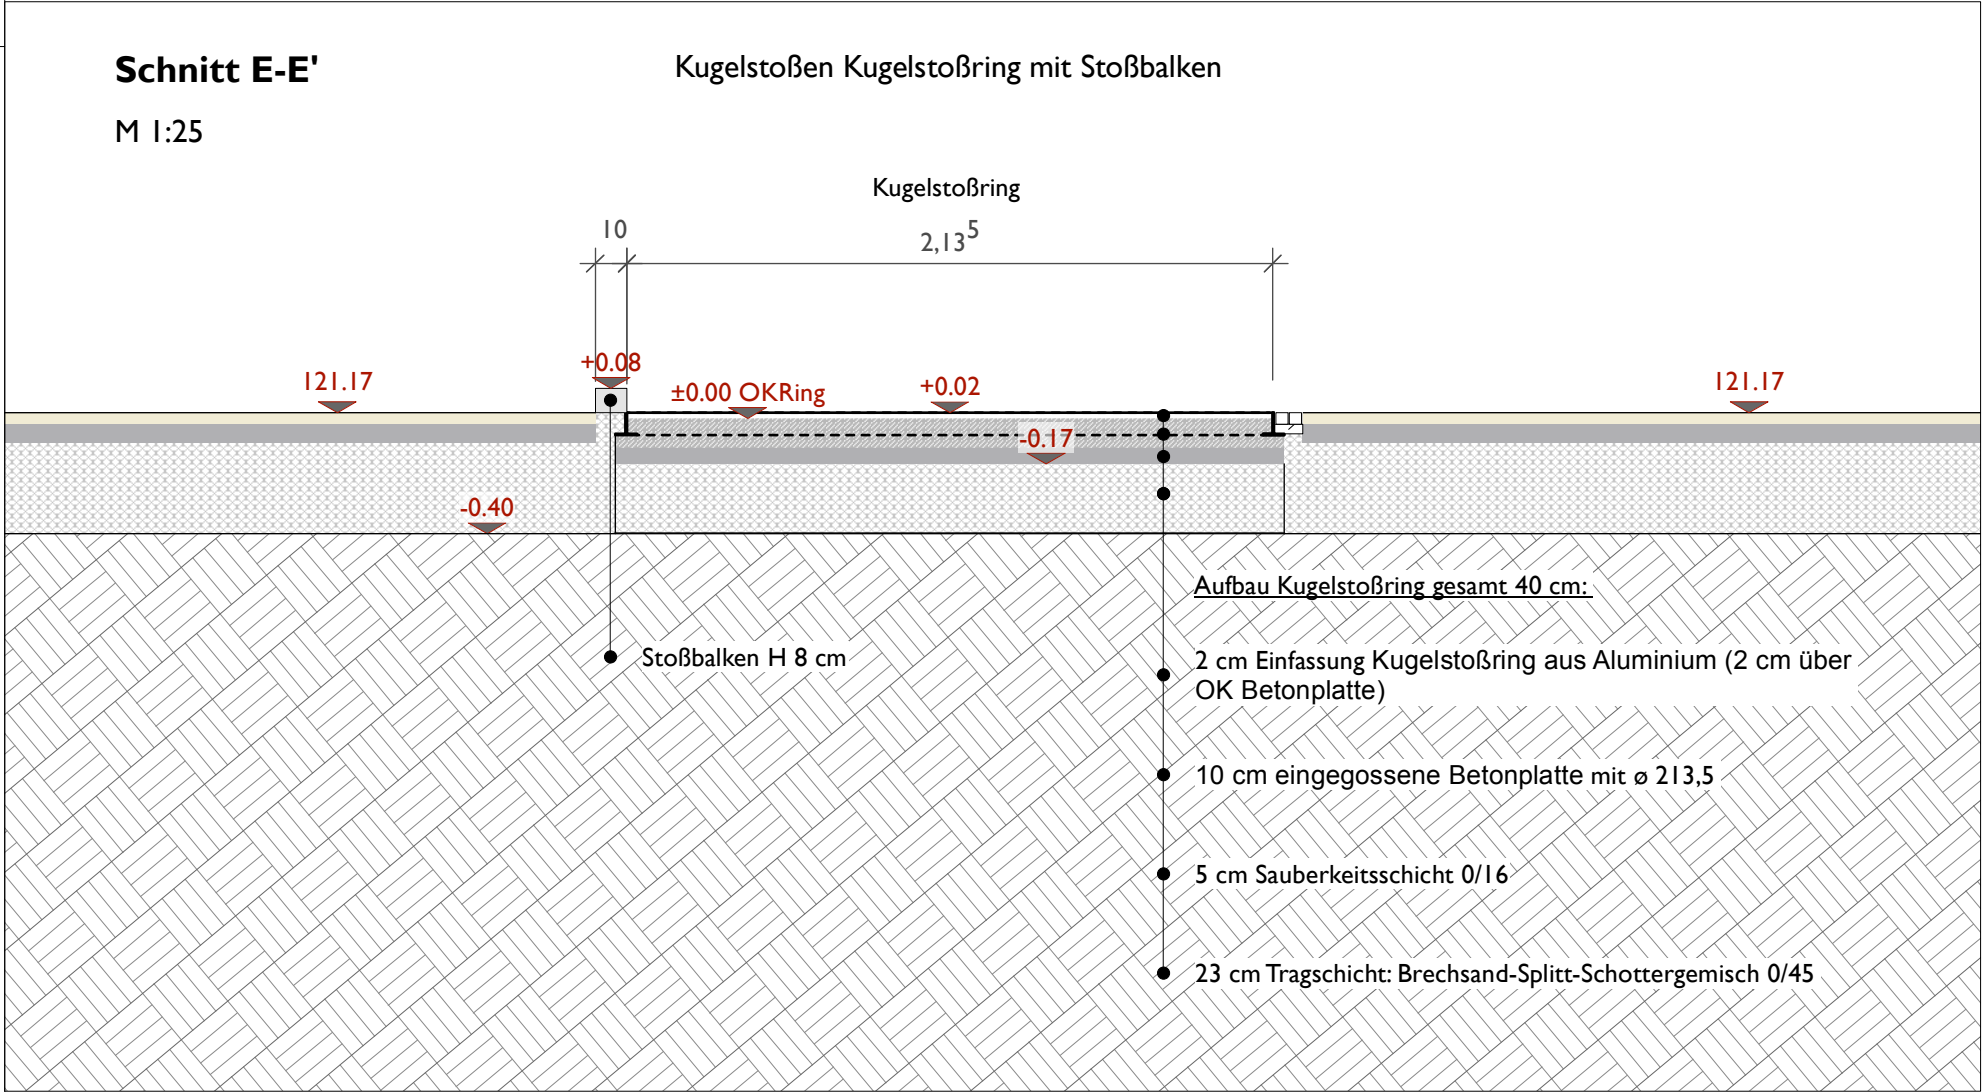 Schnitt E-E'
Kugelstoßen Kugelstoßring mit Stoßbalken
M 1:25
Kugelstoßring
10
2,13⁵
121.17
+0.08
±0.00 OKRing
+0.02
121.17
-0.17
-0.40
Aufbau Kugelstoßring gesamt 40 cm:
Stoßbalken H 8 cm
2 cm Einfassung Kugelstoßring aus Aluminium (2 cm über
OK Betonplatte)
10 cm eingegossene Betonplatte mit ø 213,5
5 cm Sauberkeitsschicht 0/16
23 cm Tragschicht: Brechsand-Splitt-Schottergemisch 0/45